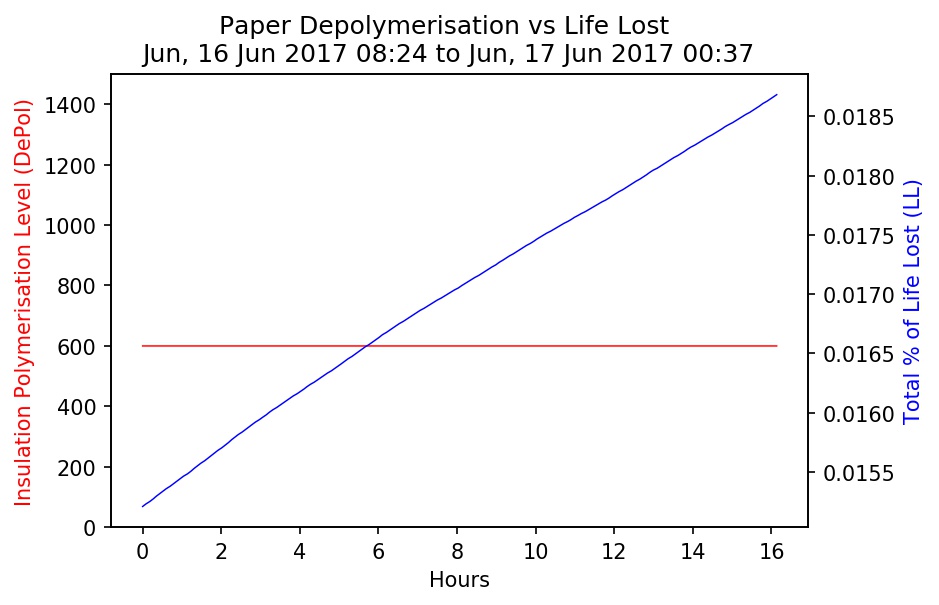 Paper Depolymerisation vs Life Lost
Jun, 16 Jun 2017 08:24 to Jun, 17 Jun 2017 00:37
Insulation Polymerisation Level (DePol)
1400
1200
1000
800
600
400
200
0
0.0185
0.0180
0.0175
0.0170
0.0165
0.0160
0.0155
Total % of Life Lost (LL)
0 2 4 6 8 10 12 14 16
Hours